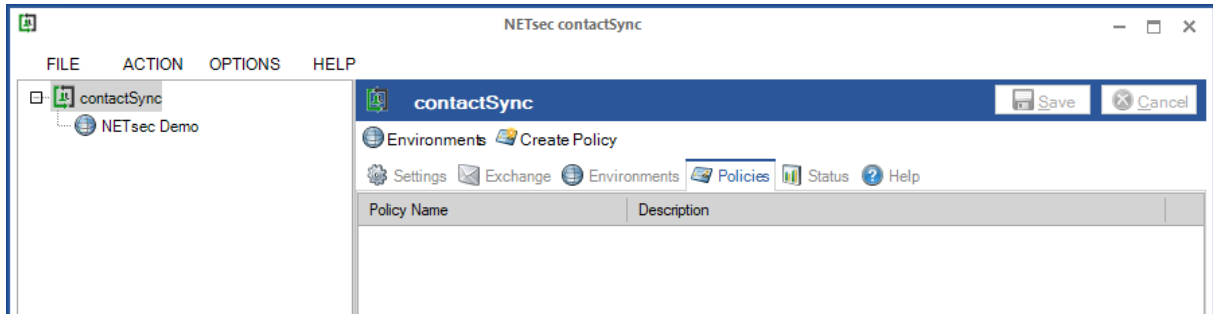 NETsec contactSync
FILE ACTION OPTIONS HELP
contactSync
NETsec Demo
contactSync
Save Cancel
Environments Create Policy
Settings Exchange Environments Policies Status Help
Policy Name Description